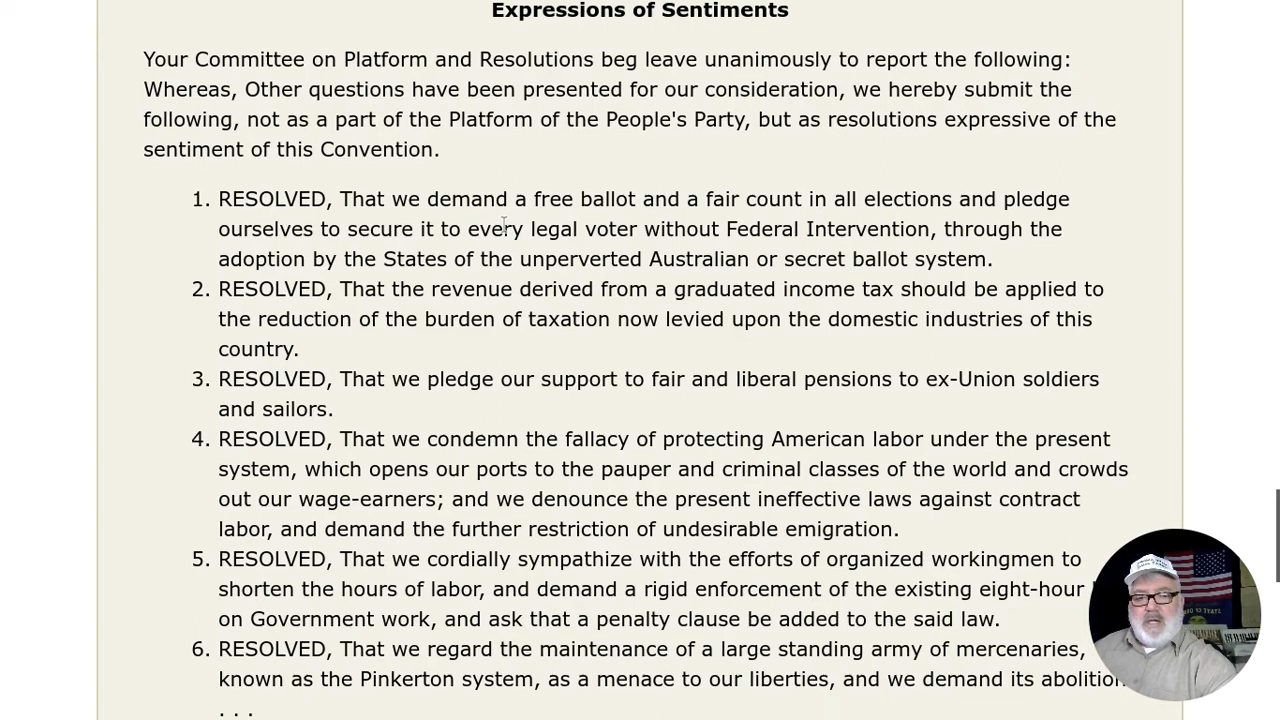 Expressions of Sentiments
Your Committee on Platform and Resolutions beg leave unanimously to report the following:
Whereas, Other questions have been presented for our consideration, we hereby submit the
following, not as a part of the Platform of the People's Party, but as resolutions expressive of the
sentiment of this Convention.
1. RESOLVED, That we demand a free ballot and a fair count in all elections and pledge
ourselves to secure it to every legal voter without Federal Intervention, through the
adoption by the States of the unperverted Australian or secret ballot system.
2. RESOLVED, That the revenue derived from a graduated income tax should be applied to
the reduction of the burden of taxation now levied upon the domestic industries of this
country.
3. RESOLVED, That we pledge our support to fair and liberal pensions to ex-Union soldiers
and sailors.
4. RESOLVED, That we condemn the fallacy of protecting American labor under the present
system, which opens our ports to the pauper and criminal classes of the world and crowds
out our wage-earners; and we denounce the present ineffective laws against contract
labor, and demand the further restriction of undesirable emigration.
5. RESOLVED, That we cordially sympathize with the efforts of organized workingmen to
shorten the hours of labor, and demand a rigid enforcement of the existing eight-hour
on Government work, and ask that a penalty clause be added to the said law.
6. RESOLVED, That we regard the maintenance of a large standing army of mercenaries,
known as the Pinkerton system, as a menace to our liberties, and we demand its abolition
. . .